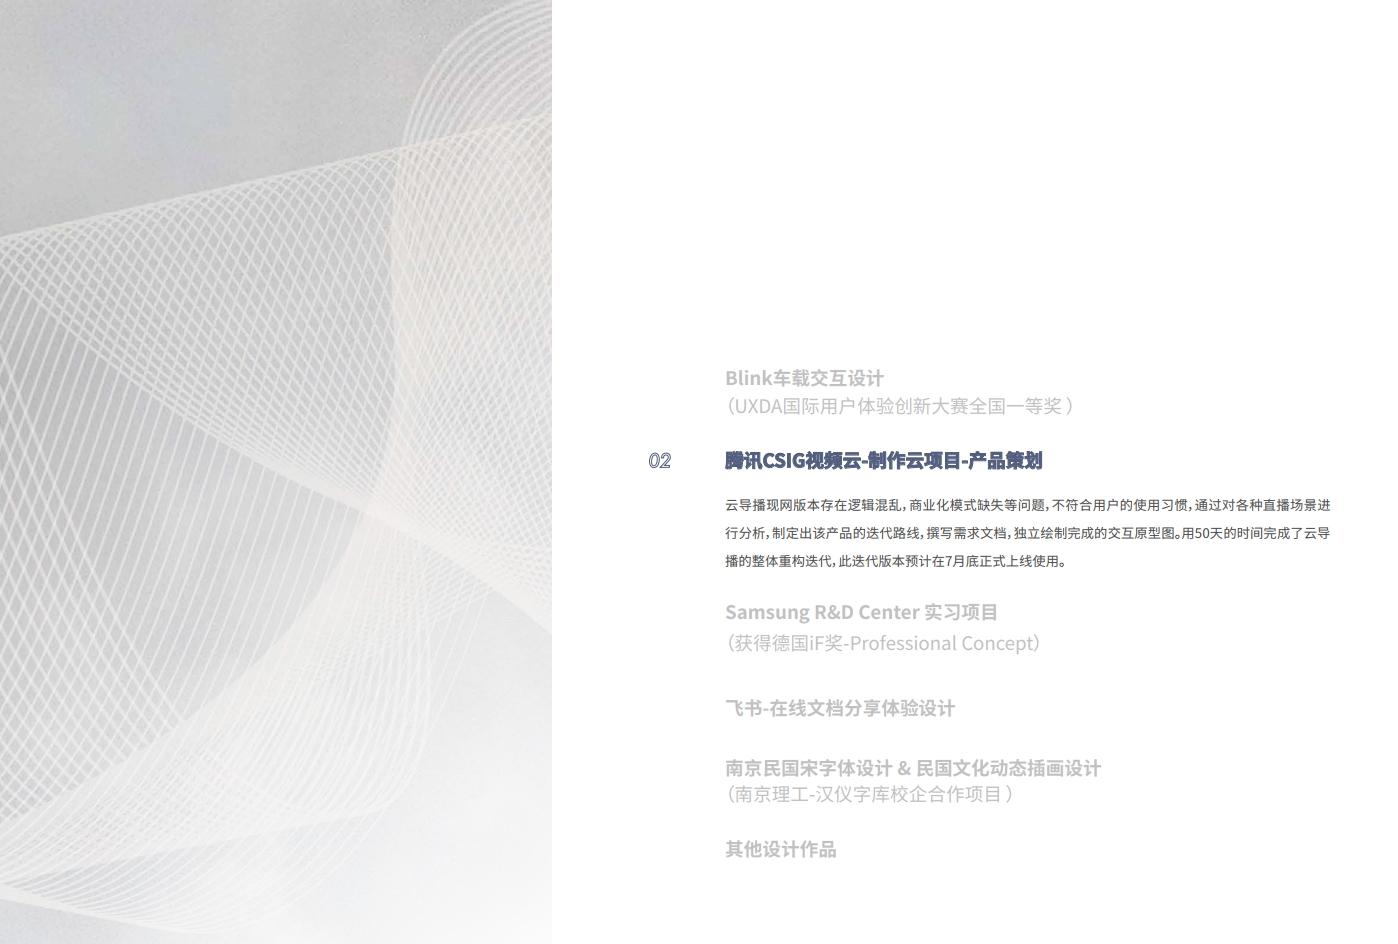 Blink车载交互设计
（UXDA国际用户体验创新大赛全国一等奖 ）
02 腾讯CSIG视频云-制作云项目-产品策划
云导播现网版本存在逻辑混乱，商业化模式缺失等问题，不符合用户的使用习惯，通过对各种直播场景进
行分析，制定出该产品的迭代路线，撰写需求文档，独立绘制完成的交互原型图。用50天的时间完成了云导
播的整体重构迭代，此迭代版本预计在7月底正式上线使用。
Samsung R&D Center 实习项目
（获得德国iF奖-Professional Concept）
飞书-在线文档分享体验设计
南京民国宋字体设计 & 民国文化动态插画设计
（南京理工-汉仪字库校企合作项目 ）
其他设计作品